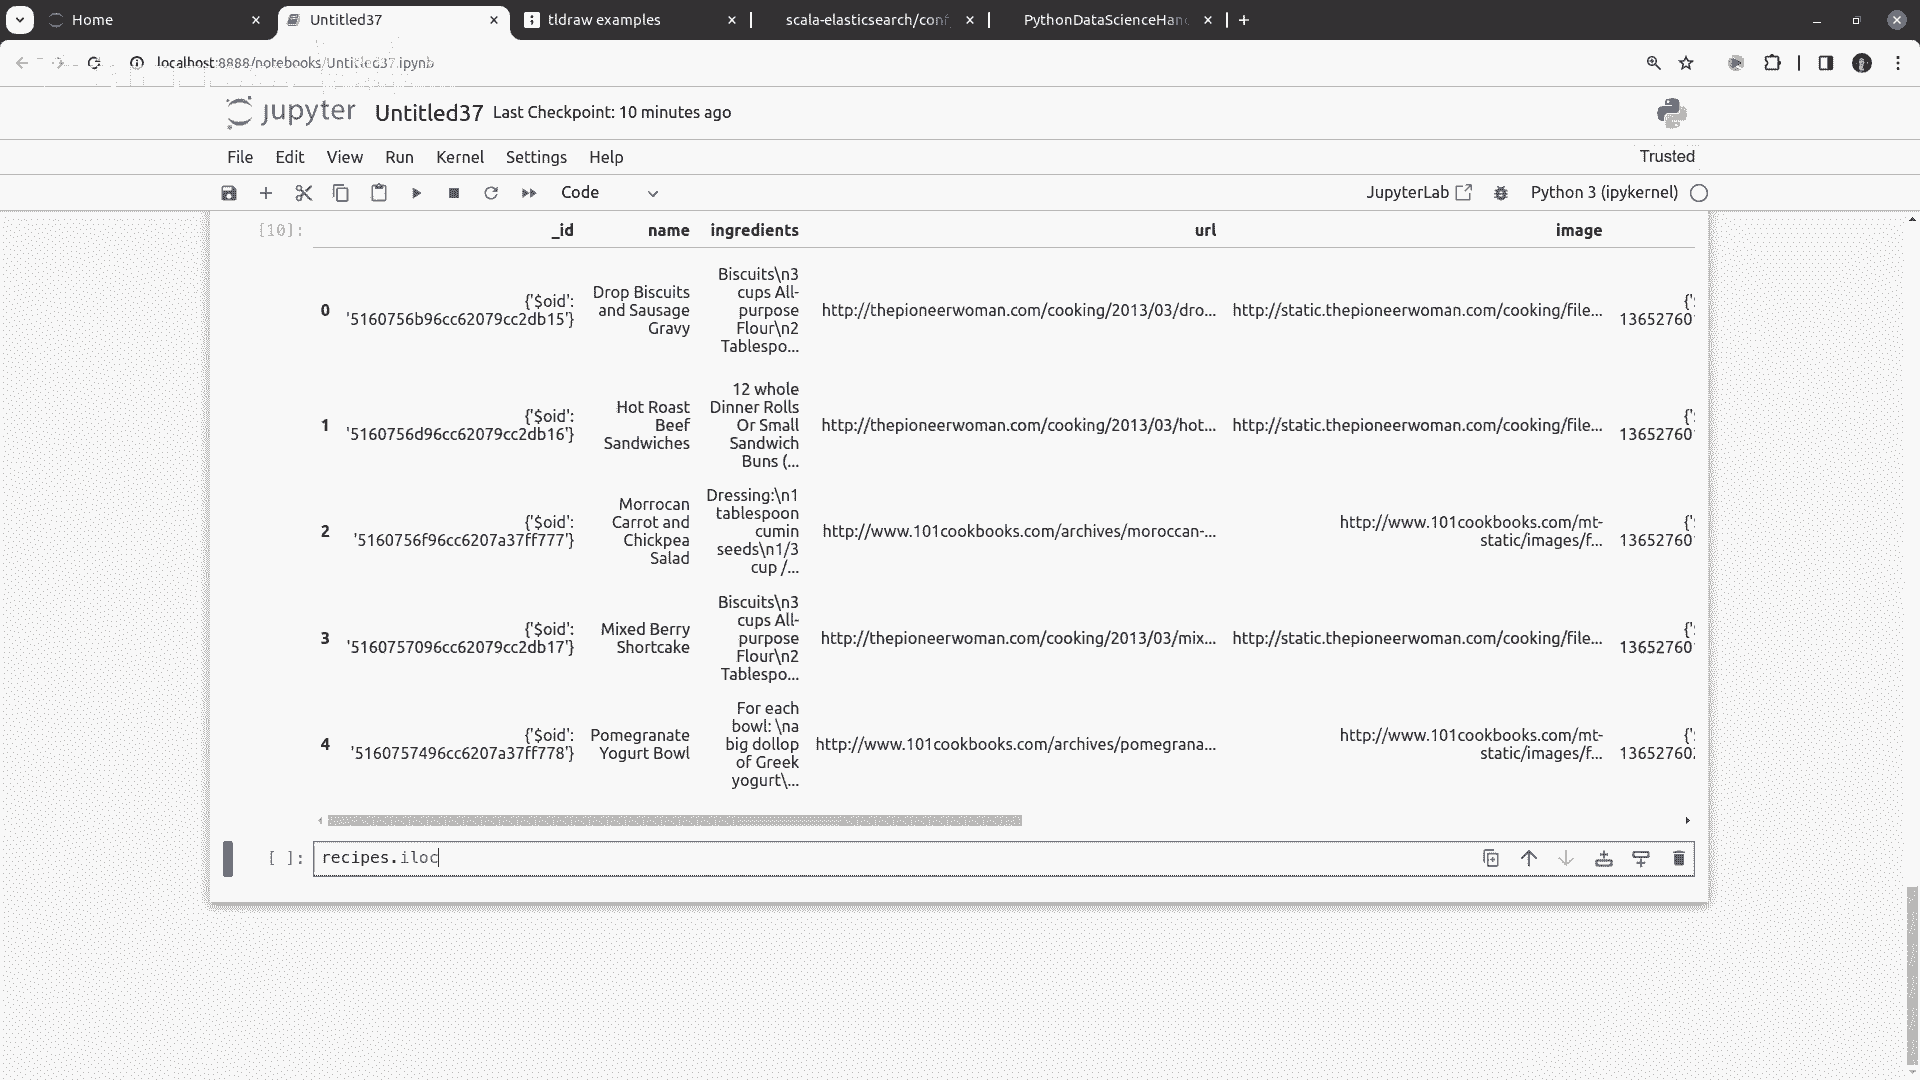 Home
Untitled37
tldraw examples
scala-elasticsearch/conf
PythonDataScienceHan
localhost:8888/notebooks/Untitled37.ipynb
jupyter Untitled37 Last Checkpoint: 10 minutes ago
File Edit View Run Kernel Settings Help
Trusted
Code
JupyterLab
Python 3 (ipykernel)
[10]: _id name ingredients url image
0
{'$oid':
'5160756b96cc62079cc2db15'}
Drop Biscuits
and Sausage
Gravy
Biscuits\n3
cups All-
purpose
Flour\n2
Tablespo...
http://thepioneerwoman.com/cooking/2013/03/dro...
http://static.thepioneerwoman.com/cooking/file...
{'
13652760
1
{'$oid':
'5160756d96cc62079cc2db16'}
Hot Roast
Beef
Sandwiches
12 whole
Dinner Rolls
Or Small
Sandwich
Buns (...
http://thepioneerwoman.com/cooking/2013/03/hot...
http://static.thepioneerwoman.com/cooking/file...
{'
13652760
2
{'$oid':
'5160756f96cc6207a37ff777'}
Morrocan
Carrot and
Chickpea
Salad
Dressing:\n1
tablespoon
cumin
seeds\n1/3
cup /...
http://www.101cookbooks.com/archives/moroccan-...
http://www.101cookbooks.com/mt-
static/images/f...
{'
13652760
3
{'$oid':
'5160757096cc62079cc2db17'}
Mixed Berry
Shortcake
Biscuits\n3
cups All-
purpose
Flour\n2
Tablespo...
http://thepioneerwoman.com/cooking/2013/03/mix...
http://static.thepioneerwoman.com/cooking/file...
{'
13652760
4
{'$oid':
'5160757496cc6207a37ff778'}
Pomegranate
Yogurt Bowl
For each
bowl: \na
big dollop
of Greek
yogurt\...
http://www.101cookbooks.com/archives/pomegrana...
http://www.101cookbooks.com/mt-
static/images/f...
{'
13652760
[ ]: recipes.iloc